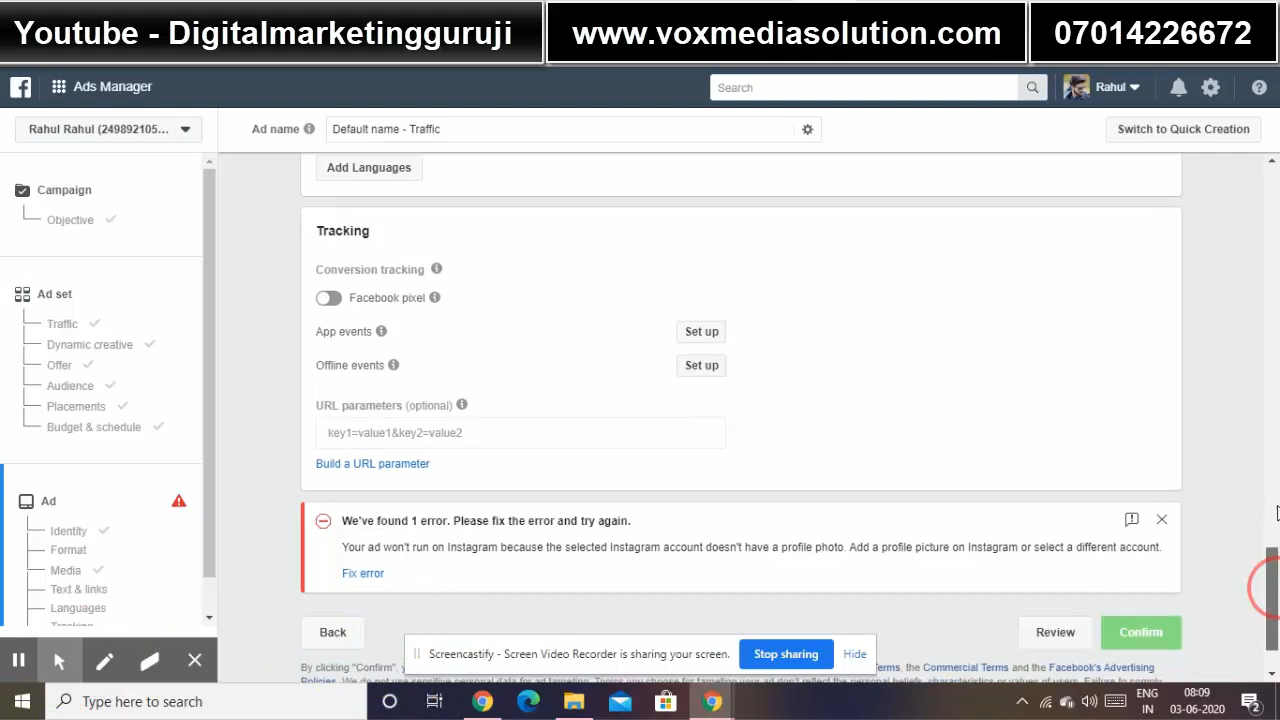 Youtube - Digitalmarketingguruji
www.voxmediasolution.com
07014226672
Ads Manager
Search
Rahul
Rahul Rahul (249892105...
Ad name
Default name - Traffic
Switch to Quick Creation
Campaign
Objective
Ad set
Traffic
Dynamic creative
Offer
Audience
Placements
Budget & schedule
Ad
Identity
Format
Media
Text & links
Languages
Tracking
Add Languages
Tracking
Conversion tracking
Facebook pixel
App events
Set up
Offline events
Set up
URL parameters (optional)
key1=value1&key2=value2
Build a URL parameter
We've found 1 error. Please fix the error and try again.
Your ad won't run on Instagram because the selected Instagram account doesn't have a profile photo. Add a profile picture on Instagram or select a different account.
Fix error
Back
Review
Confirm
Screencastify - Screen Video Recorder is sharing your screen.
Stop sharing
Hide
By clicking "Confirm", the Commercial Terms and the Facebook's Advertising
Type here to search
ENG
IN
08:09
03-06-2020
2